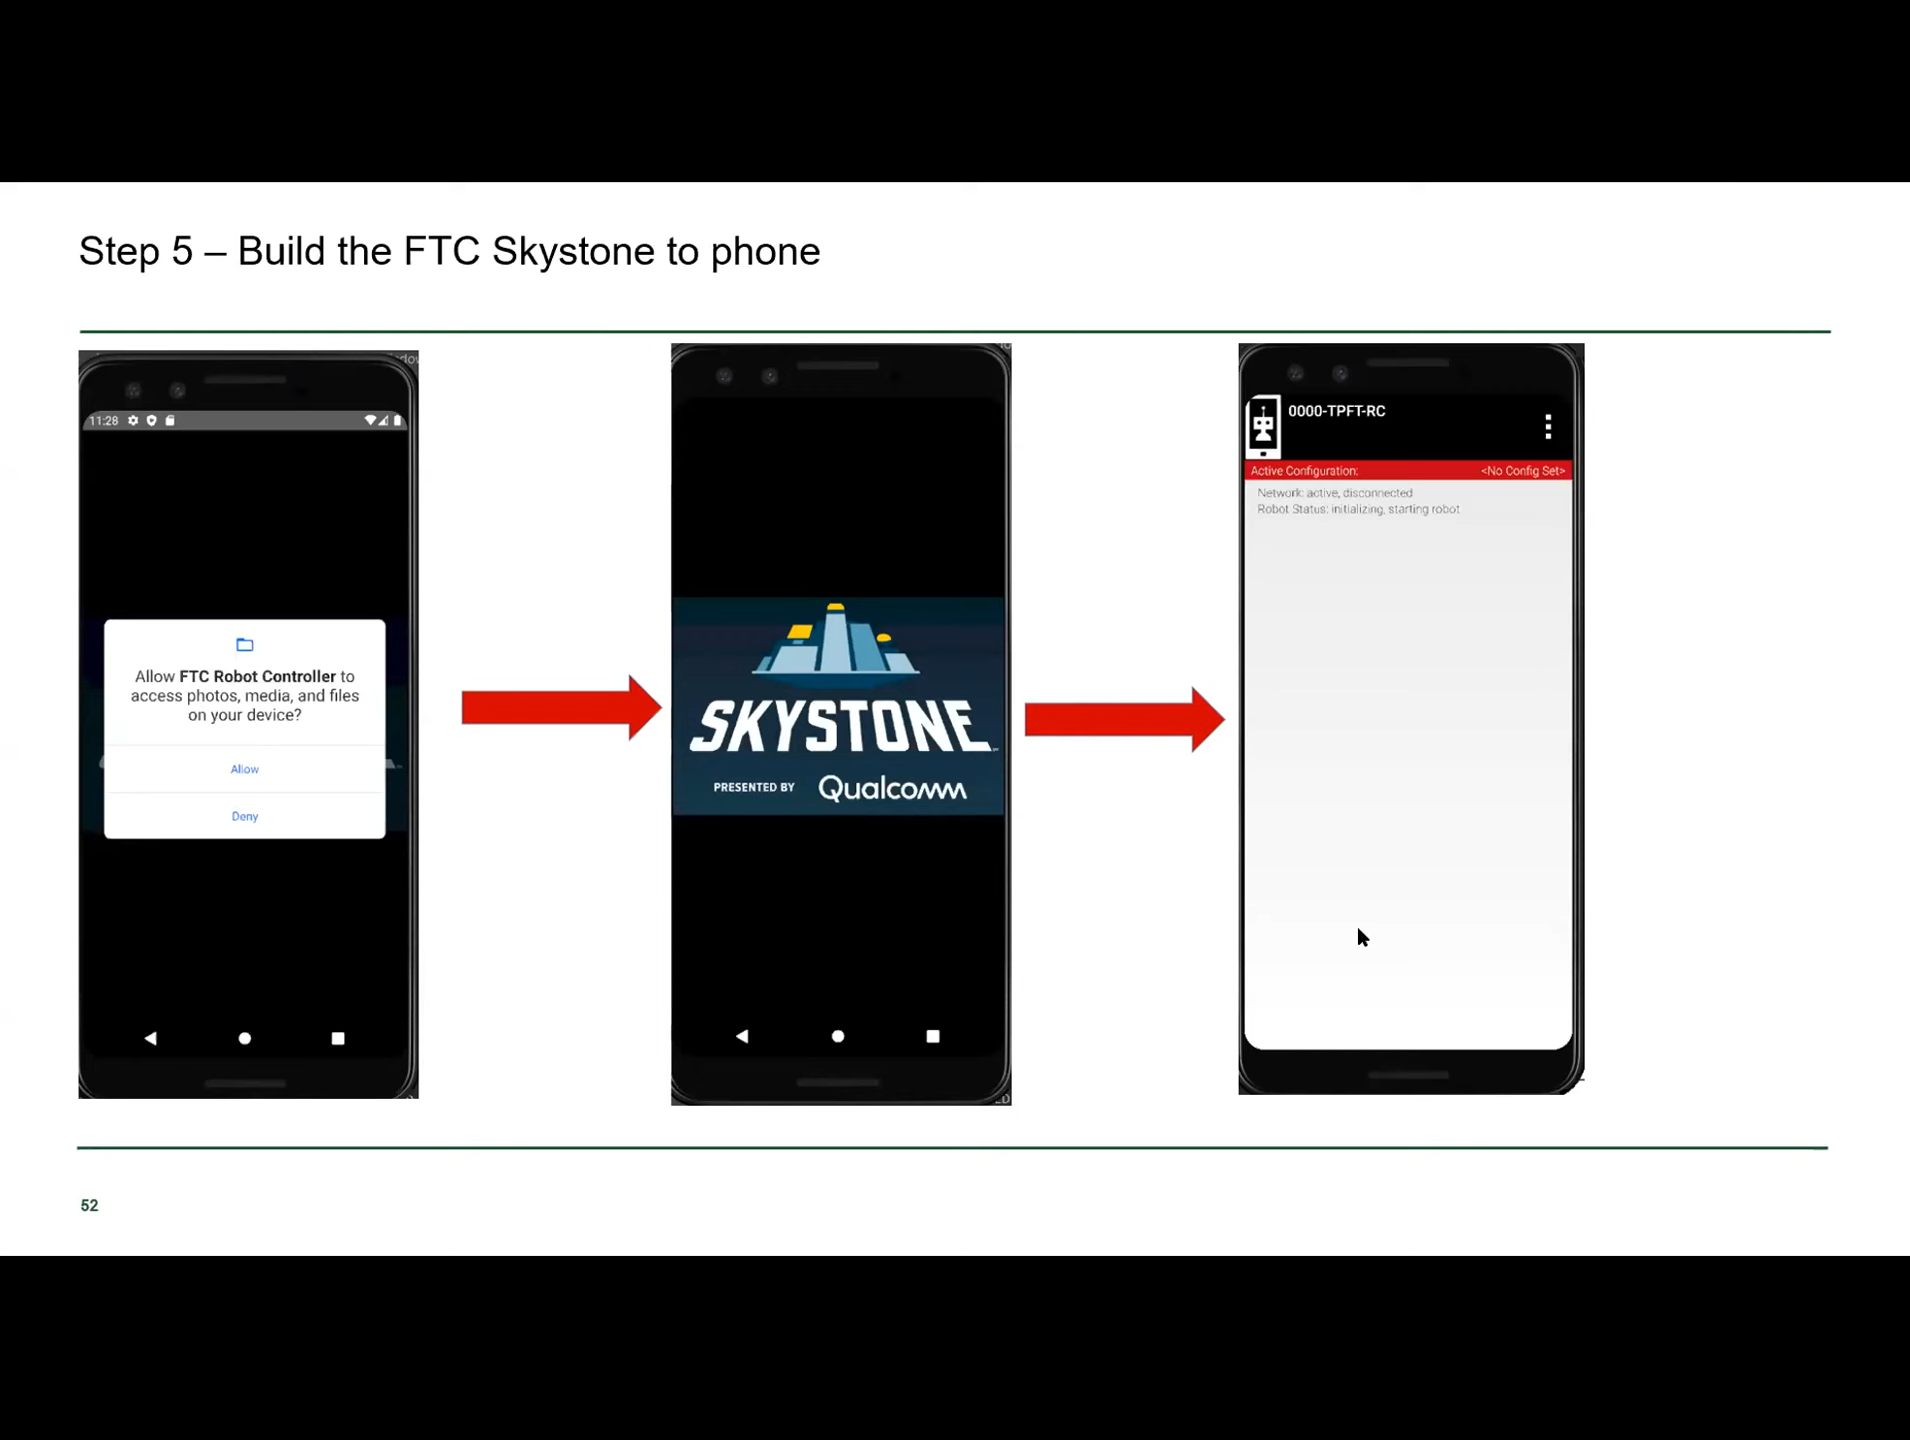 Step 5 – Build the FTC Skystone to phone
11:28
Allow FTC Robot Controller to
access photos, media, and files
on your device?
Allow
Deny
SKYSTONE
PRESENTED BY Qualcomm
0000-TPFT-RC
Active Configuration: <No Config Set>
Network: active, disconnected
Robot Status: initializing, starting robot
52